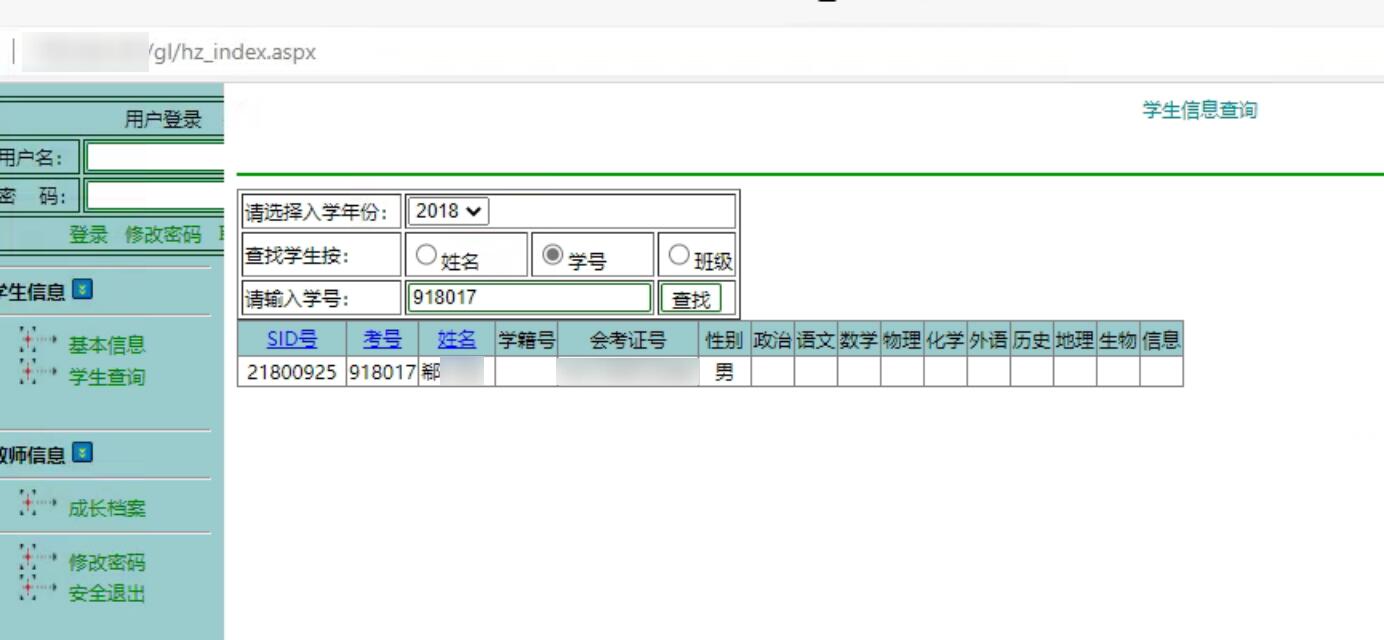 /gl/hz_index.aspx
用户登录
用户名：
密 码：
登录 修改密码
学生信息
基本信息
学生查询
教师信息
成长档案
修改密码
安全退出
学生信息查询
请选择入学年份： 2018
查找学生按： 姓名 学号 班级
请输入学号： 918017 查找
SID号 考号 姓名 学籍号 会考证号 性别 政治 语文 数学 物理 化学 外语 历史 地理 生物 信息
21800925 918017 郗 男